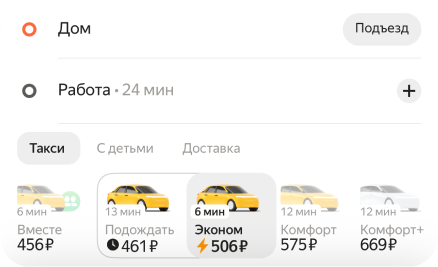 Дом
Подъезд
Работа • 24 мин
Такси
С детьми
Доставка
6 мин
13 мин
6 мин
12 мин
12 мин
Вместе
Подождать
Эконом
Комфорт
Комфорт+
456₽
461₽
506₽
575₽
669₽